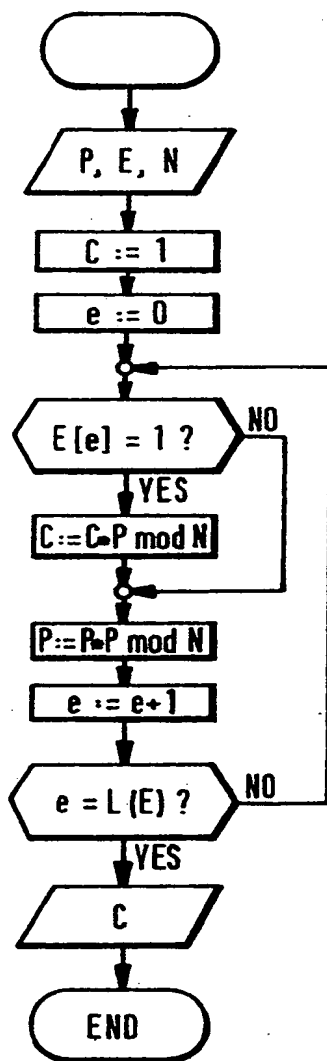 P, E, N
C := 1
e := 0
E[e] = 1 ?
NO
YES
C:=C*P mod N
P:=P*P mod N
e := e+1
e = L(E) ?
NO
YES
C
END